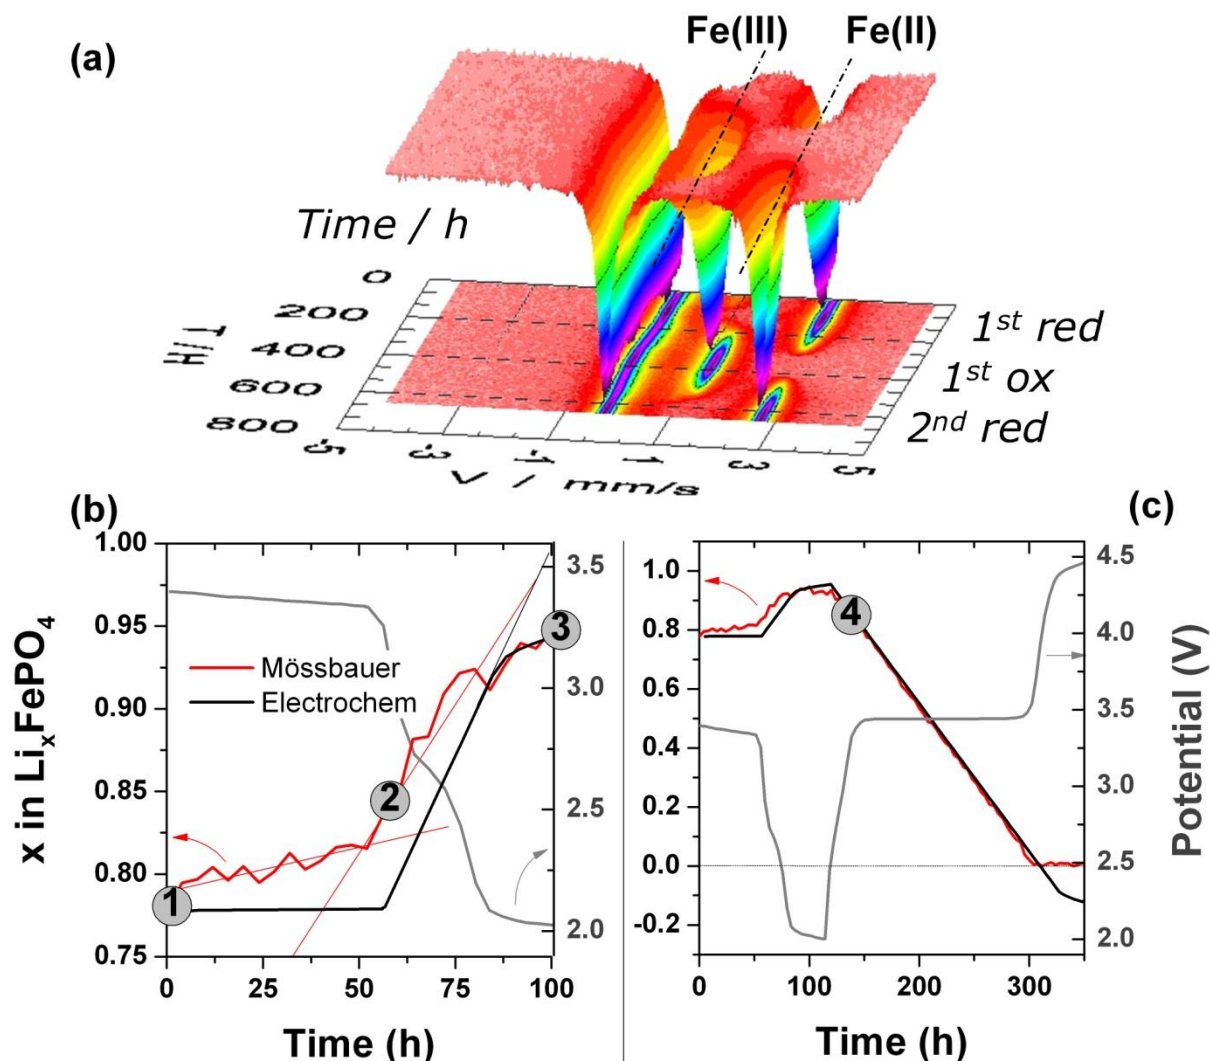 (a)
Fe(III) Fe(II)
Time / h
0
200
400
600
800
T/H
-5 -3 -1 1 3 5
V / mm/s
1st red
1st ox
2nd red
(b)
x in LixFePO4
1.00
0.95
0.90
0.85
0.80
0.75
3.5
3.0
2.5
2.0
Mössbauer
Electrochem
1
2
3
0 25 50 75 100
Time (h)
(c)
1.0
0.8
0.6
0.4
0.2
0.0
-0.2
4.5
4.0
3.5
3.0
2.5
2.0
Potential (V)
4
0 100 200 300
Time (h)